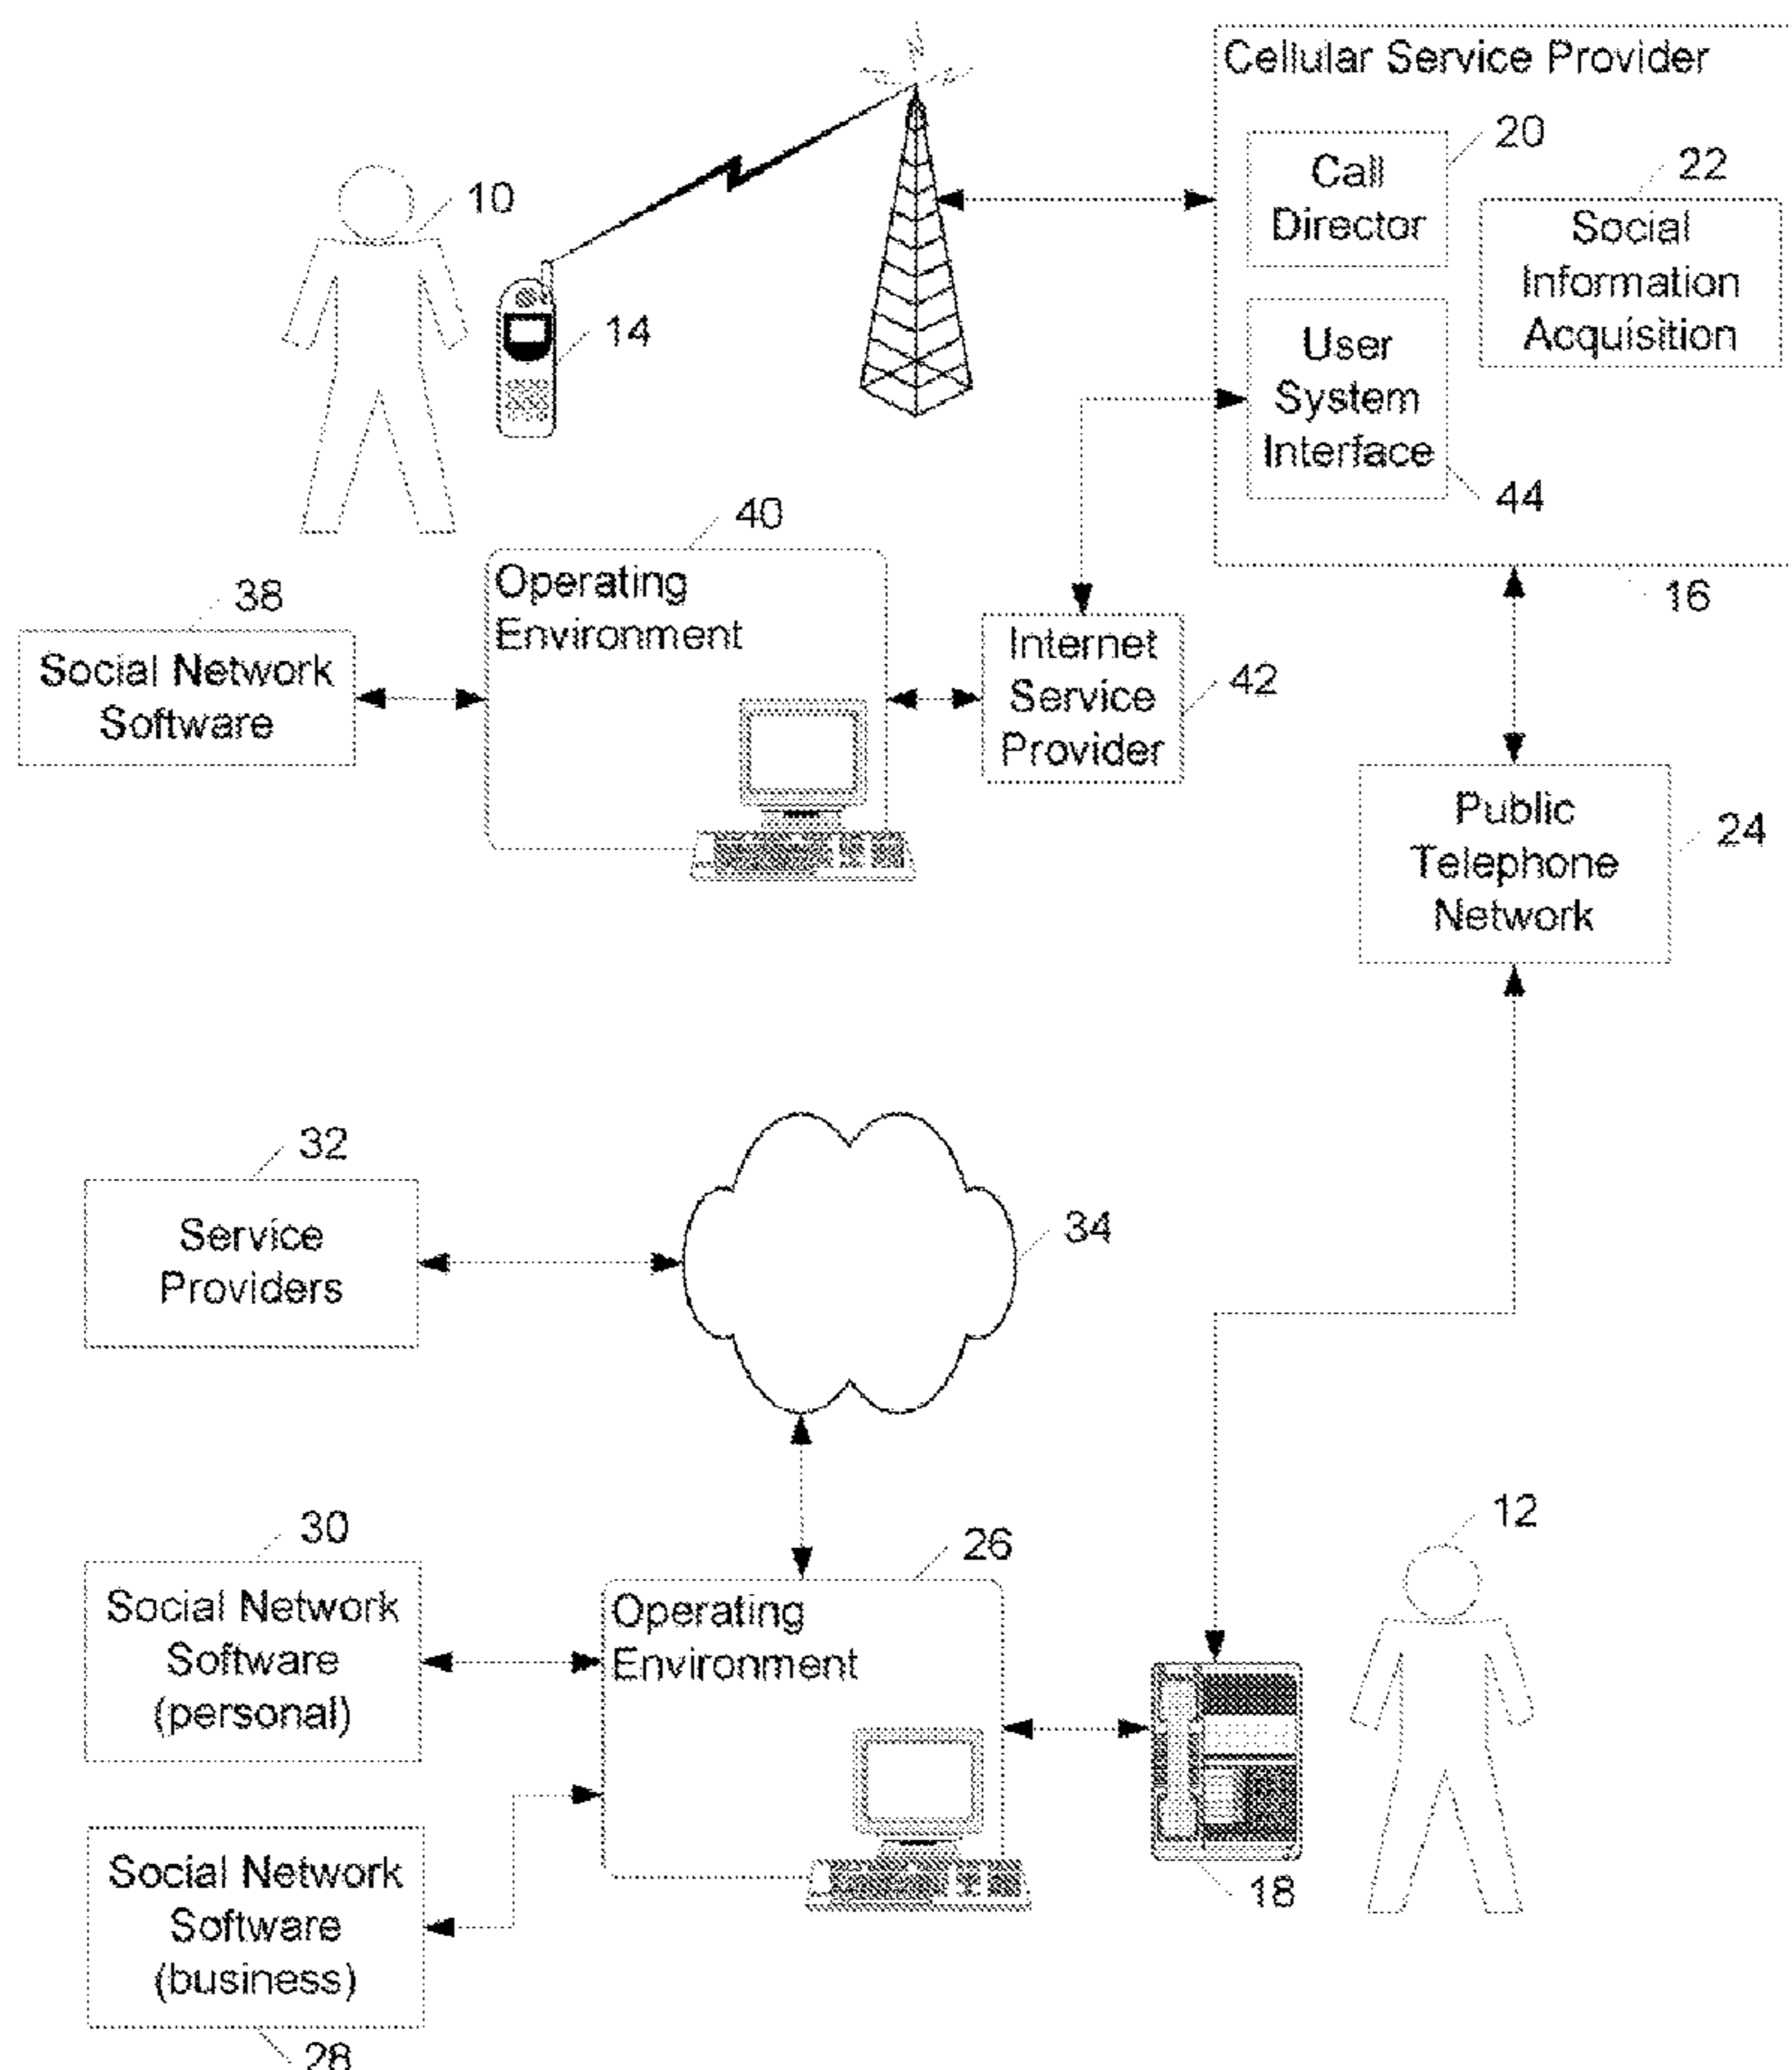 Cellular Service Provider
20
Call
Director
22
Social
Information
Acquisition
10
14
User
System
Interface
44
16
40
Operating
Environment
38
Social Network
Software
Internet
Service
Provider
42
Public
Telephone
Network
24
32
Service
Providers
34
30
Social Network
Software
(personal)
26
Operating
Environment
12
18
Social Network
Software
(business)
28